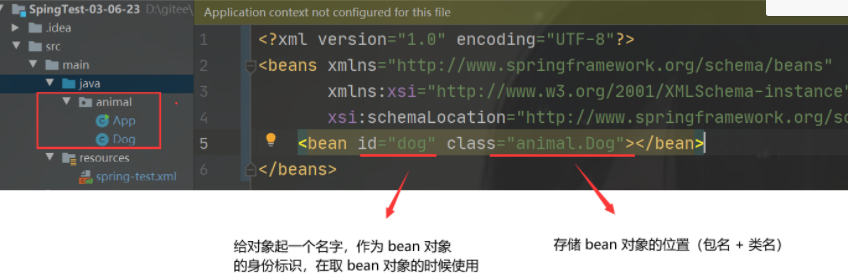 SpingTest-03-06-23 D:\gitee\
.idea
src
main
java
animal
App
Dog
resources
spring-test.xml
Application context not configured for this file
1 <?xml version="1.0" encoding="UTF-8"?>
2 <beans xmlns="http://www.springframework.org/schema/beans"
3 xmlns:xsi="http://www.w3.org/2001/XMLSchema-instance"
4 xsi:schemaLocation="http://www.springframework.org/sc
5 <bean id="dog" class="animal.Dog"></bean>
6 </beans>
给对象起一个名字，作为 bean 对象
的身份标识，在取 bean 对象的时候使用
存储 bean 对象的位置（包名 + 类名）